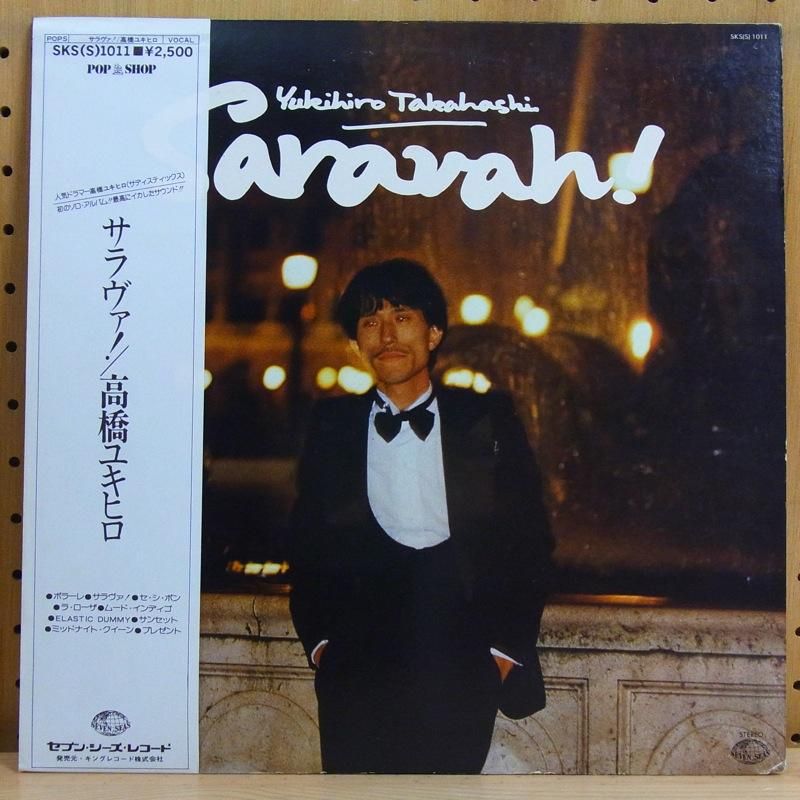 POPS サラヴァ!/高橋ユキヒロ VOCAL
SKS(S)1011■¥2,500
POP SHOP
人気ドラマー高橋ユキヒロ(サディスティックス)
初のソロ・アルバム!!最高にイカしたサウンド!!
サラヴァ!/高橋ユキヒロ
●ボラーレ●サラヴァ!●セ・シ・ボン
●ラ・ローザ●ムード・インディゴ
●ELASTIC DUMMY●サンセット
●ミッドナイト・クイーン●プレゼント
SEVEN SEAS
セブン・シーズ・レコード
発売元・キングレコード株式会社
SKS(S) 1011
Yukihiro Takahashi
Saravah!
STEREO
SEVEN SEAS